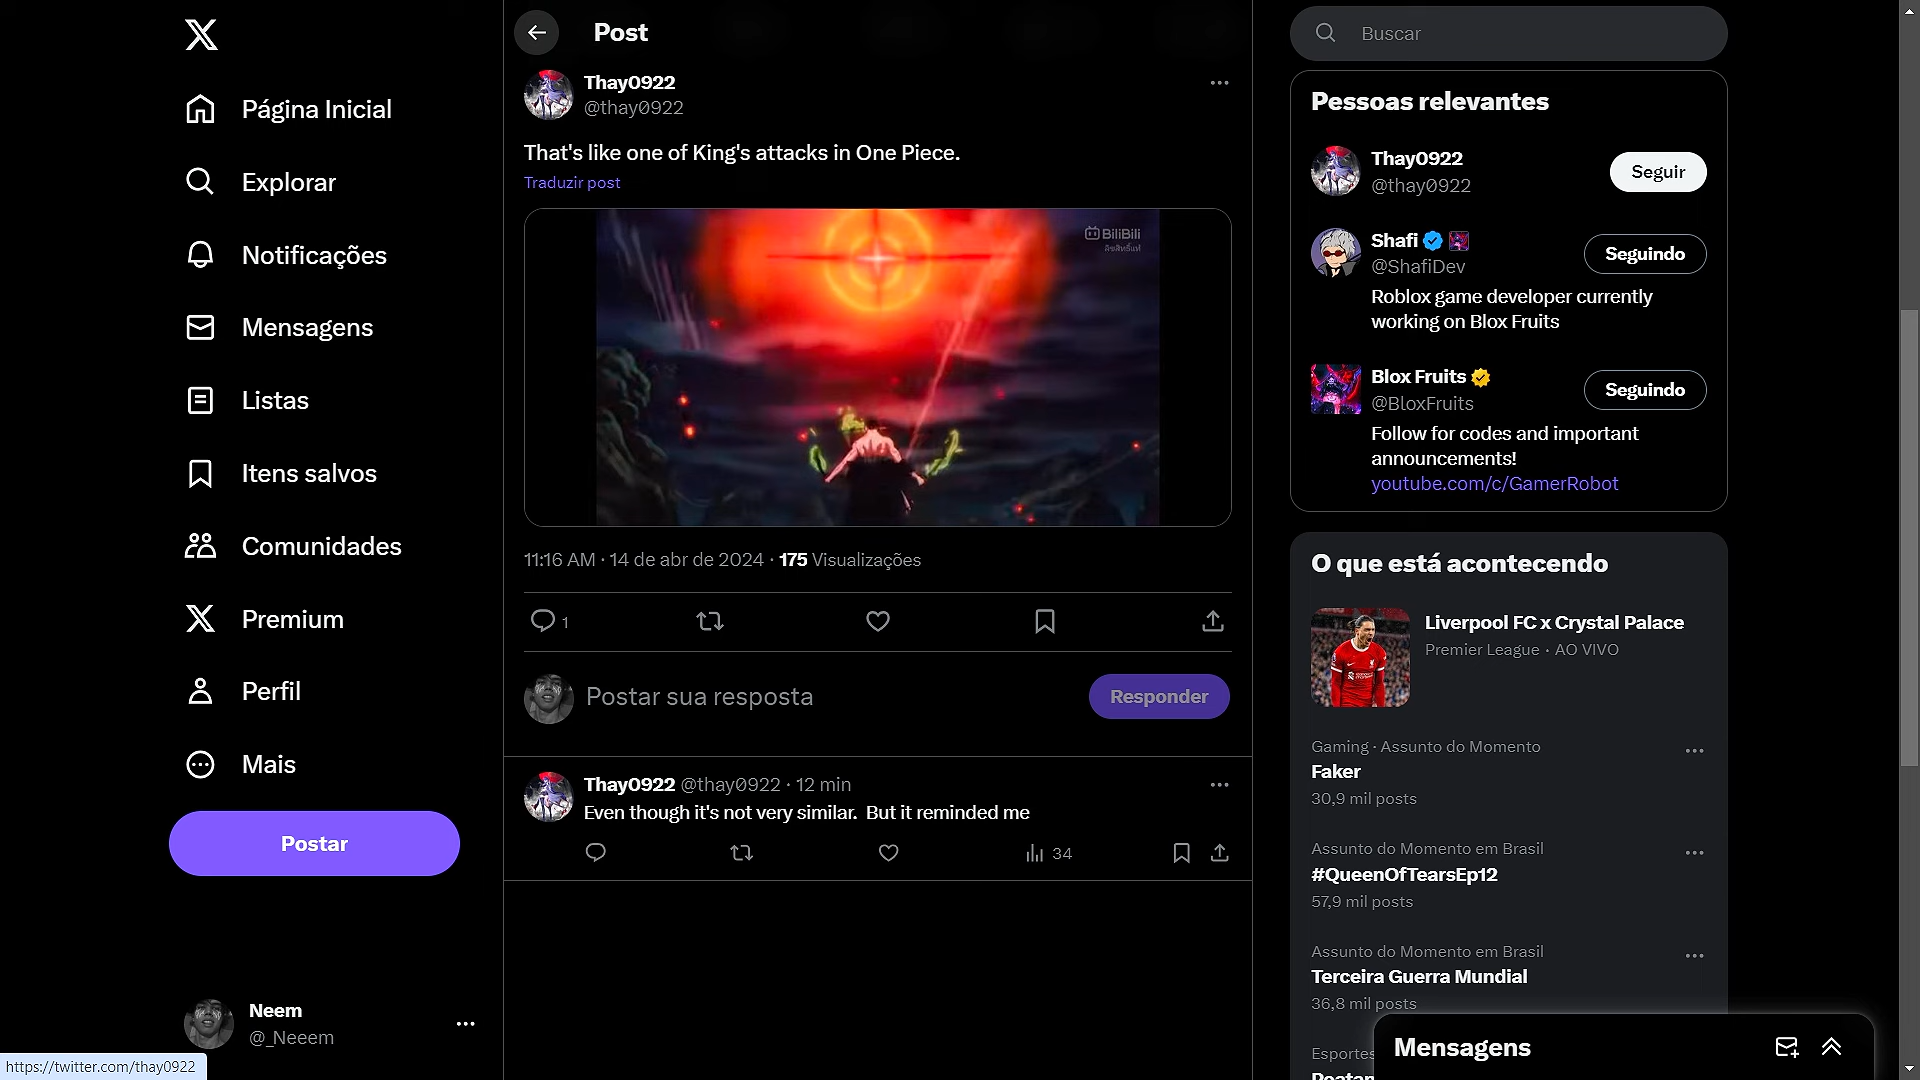 Página Inicial
Explorar
Notificações
Mensagens
Listas
Itens salvos
Comunidades
Premium
Perfil
Mais
Postar
Neem
@_Neeem
https://twitter.com/thay0922
Post
Thay0922
@thay0922
That's like one of King's attacks in One Piece.
Traduzir post
BiliBili
ลิขสิทธิ์แท้
11:16 AM · 14 de abr de 2024 · 175 Visualizações
1
Postar sua resposta
Responder
Thay0922 @thay0922 · 12 min
Even though it's not very similar. But it reminded me
34
Buscar
Pessoas relevantes
Thay0922
@thay0922
Seguir
Shafi
@ShafiDev
Seguindo
Roblox game developer currently
working on Blox Fruits
Blox Fruits
@BloxFruits
Seguindo
Follow for codes and important
announcements!
youtube.com/c/GamerRobot
O que está acontecendo
Liverpool FC x Crystal Palace
Premier League · AO VIVO
Gaming · Assunto do Momento
Faker
30,9 mil posts
Assunto do Momento em Brasil
#QueenOfTearsEp12
57,9 mil posts
Assunto do Momento em Brasil
Terceira Guerra Mundial
36,8 mil posts
Esportes
Mensagens